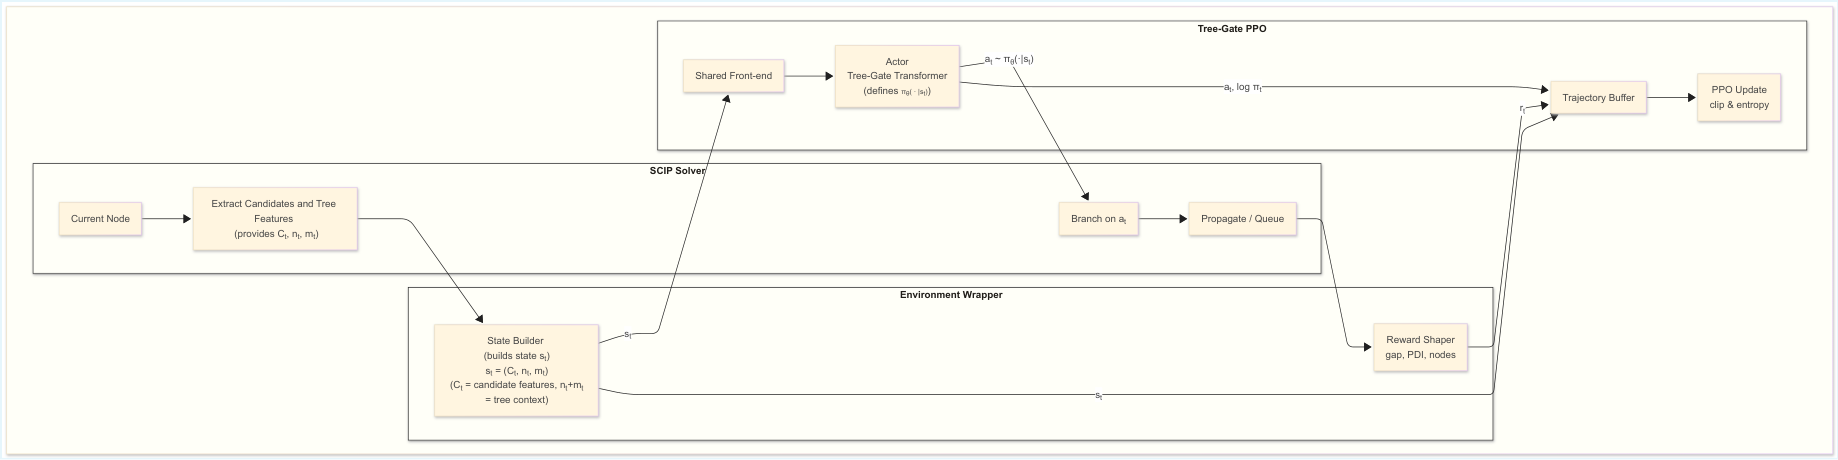 Tree-Gate PPO
Shared Front-end
Actor
Tree-Gate Transformer
(defines πθ( · |sₜ))
aₜ ~ πθ(·|sₜ)
aₜ, log πₜ
rₜ
Trajectory Buffer
PPO Update
clip & entropy
SCIP Solver
Current Node
Extract Candidates and Tree
Features
(provides Cₜ, nₜ, mₜ)
Branch on aₜ
Propagate / Queue
Environment Wrapper
State Builder
(builds state sₜ)
sₜ = (Cₜ, nₜ, mₜ)
(Cₜ = candidate features, nₜ+mₜ
= tree context)
sₜ
sₜ
Reward Shaper
gap, PDI, nodes